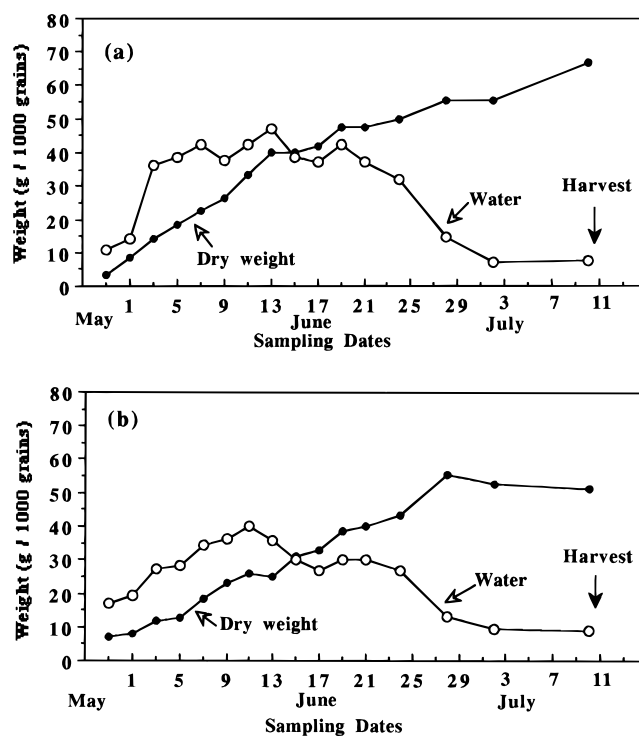 (a)
80
70
60
50
40
30
20
10
0
Weight (g / 1000 grains)
Water
Harvest
Dry weight
1 5 9 13 17 21 25 29 3 7 11
May June July
Sampling Dates
(b)
80
70
60
50
40
30
20
10
0
Weight (g / 1000 grains)
Water
Harvest
Dry weight
1 5 9 13 17 21 25 29 3 7 11
May June July
Sampling Dates